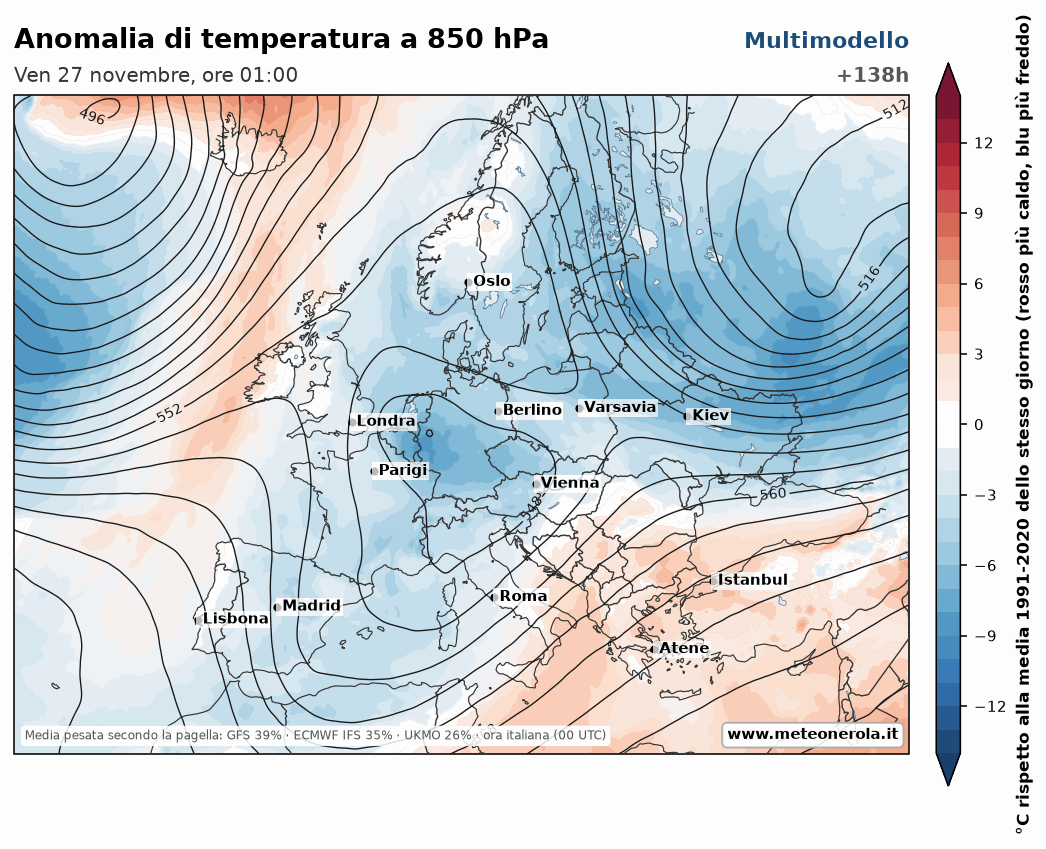 Anomalia di temperatura a 850 hPa
Multimodello
Ven 27 novembre, ore 01:00
+138h
496
512
516
Oslo
552
Londra
Berlino
Varsavia
Kiev
Parigi
Vienna
560
548
Istanbul
Roma
Madrid
Lisbona
Atene
Media pesata secondo la pagella: GFS 39% · ECMWF IFS 35% · UKMO 26% · ora italiana (00 UTC)
www.meteonerola.it
12
9
6
3
0
−3
−6
−9
−12
°C rispetto alla media 1991-2020 dello stesso giorno (rosso più caldo, blu più freddo)